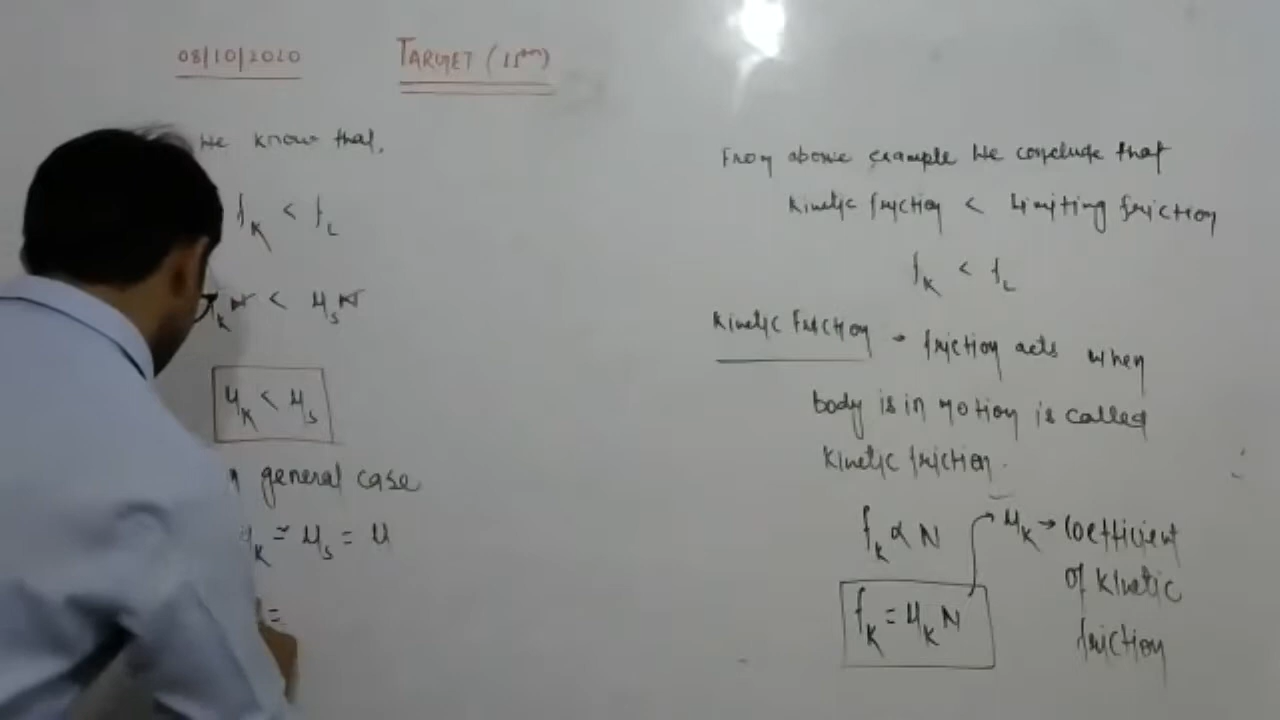 08/10/2020
TARGET (11th)
We know that,
fK < fL
K N < μs N
μK < μs
general case
μK ≃ μs = μ
=
From above example We conclude that
kinetic friction < limiting friction
fK < fL
Kinetic Friction → friction acts when
body is in motion is called
kinetic friction.
fK ∝ N
μK → coefficient
of kinetic
friction
fK = μK N